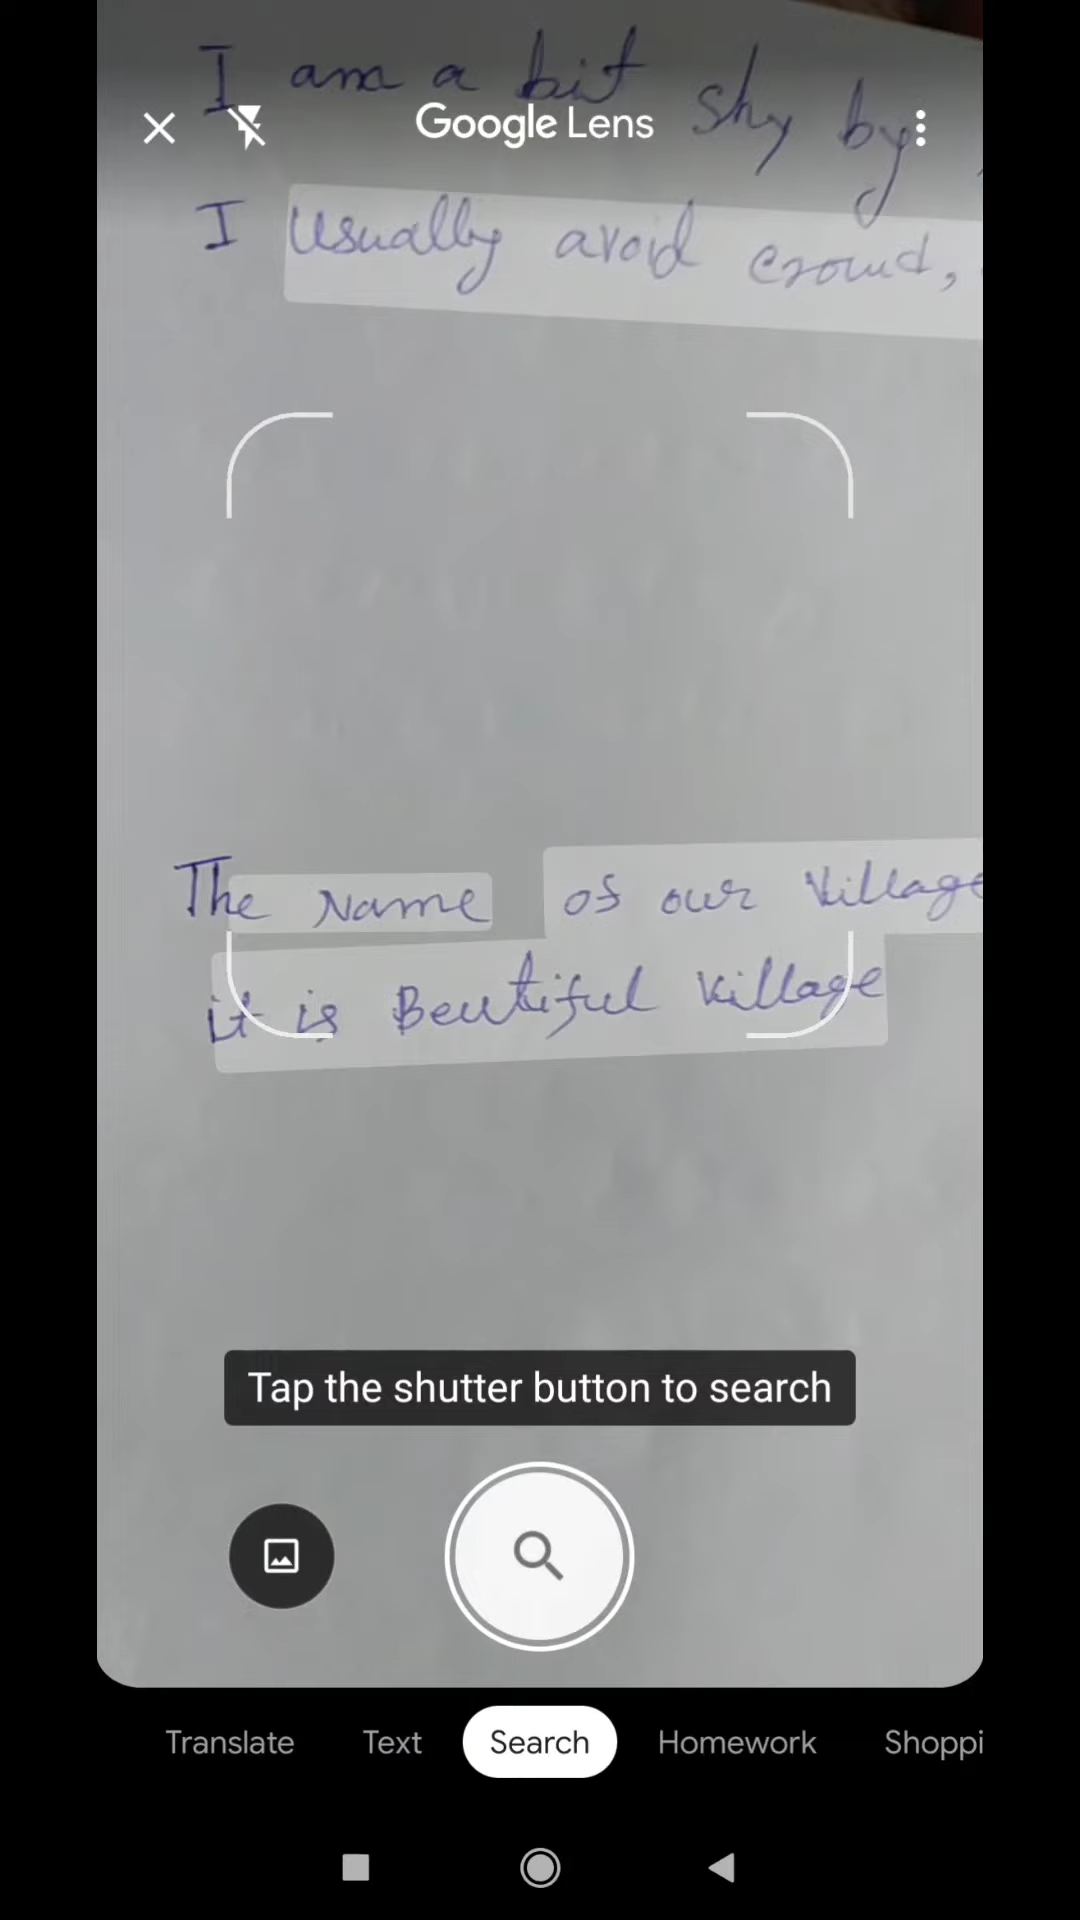 I am a bit shy by
Google Lens
I Usually avoid crowd,
The Name of our Village
it is Beutiful Village
Tap the shutter button to search
Translate Text Search Homework Shoppi